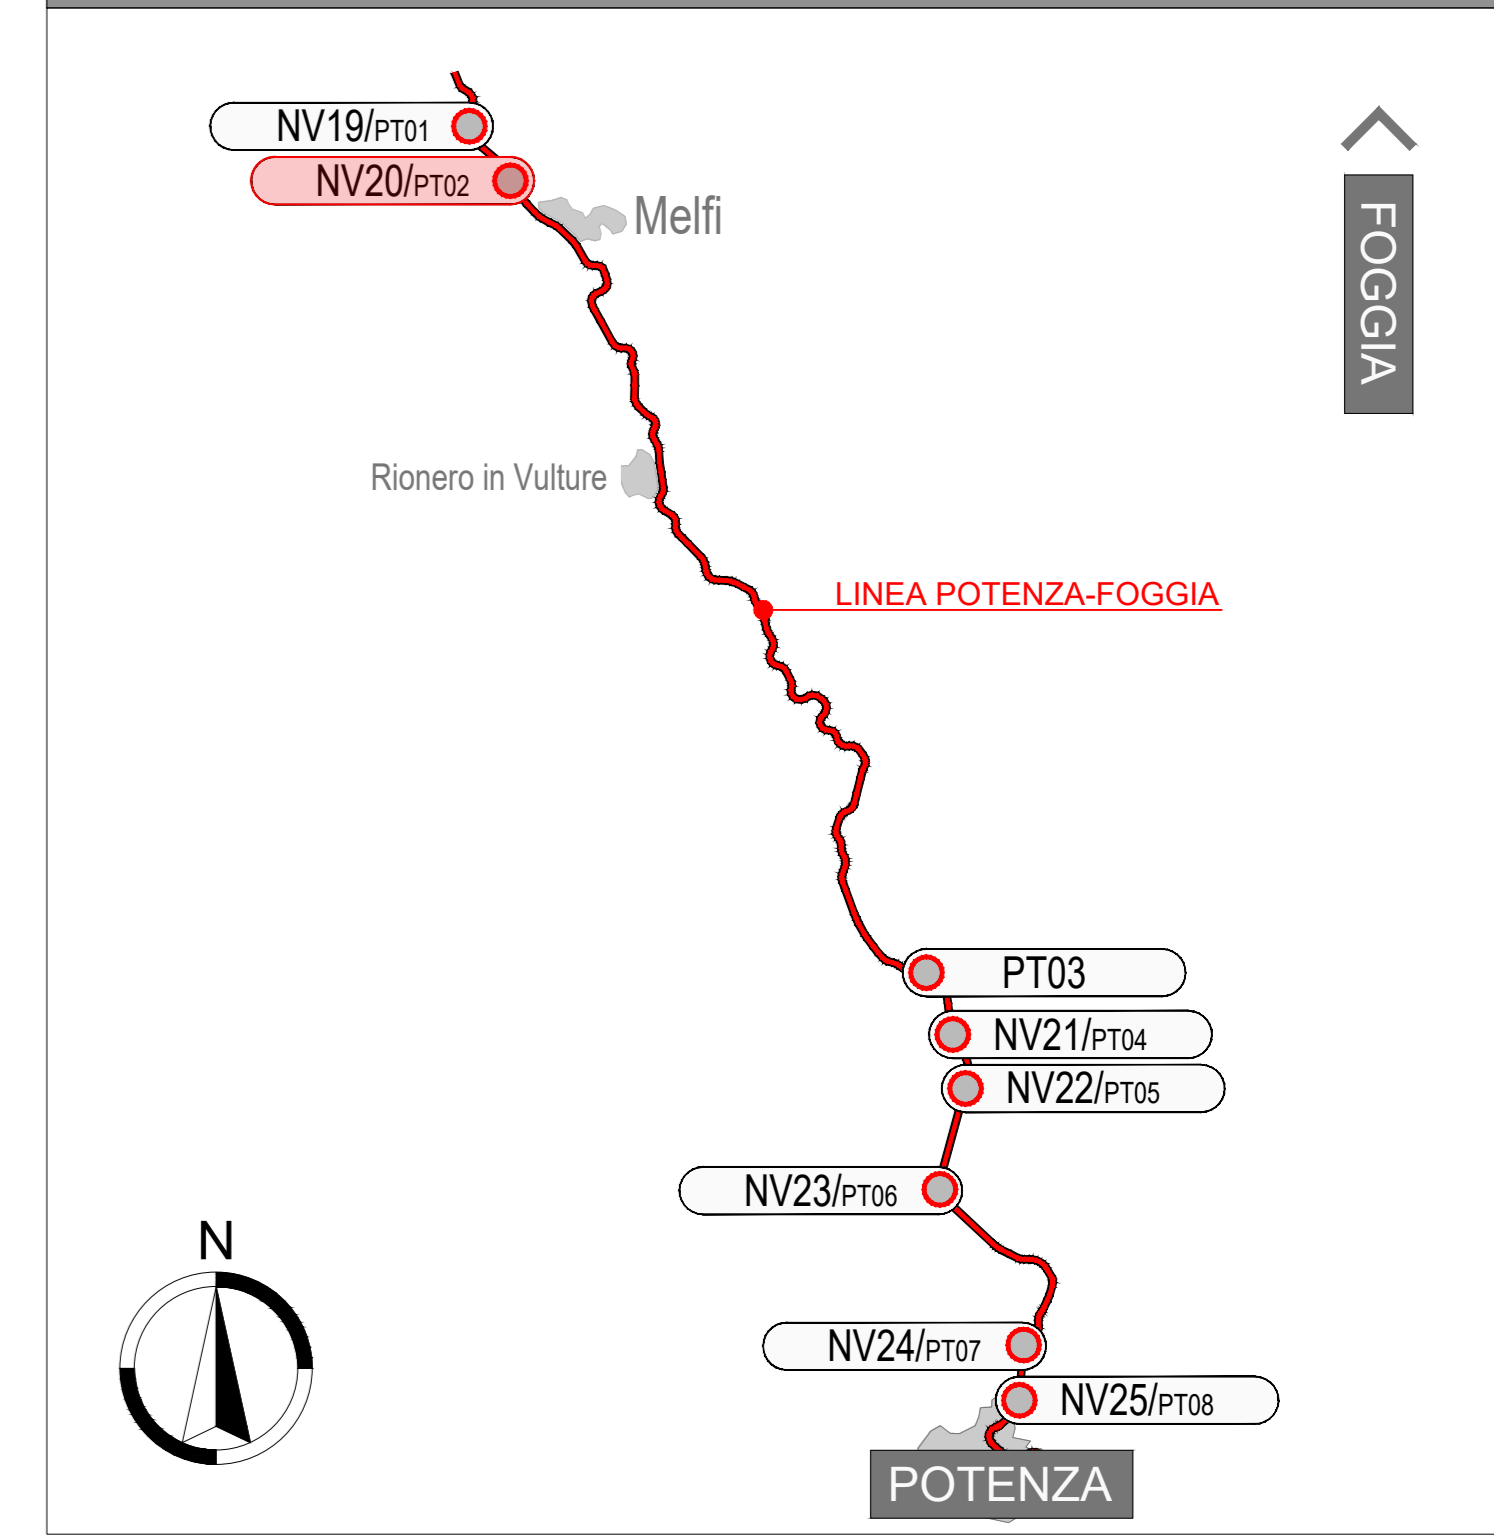 NV19/PT01
NV20/PT02
Melfi
FOGGIA
Rionero in Vulture
LINEA POTENZA-FOGGIA
PT03
NV21/PT04
NV22/PT05
NV23/PT06
N
NV24/PT07
NV25/PT08
POTENZA